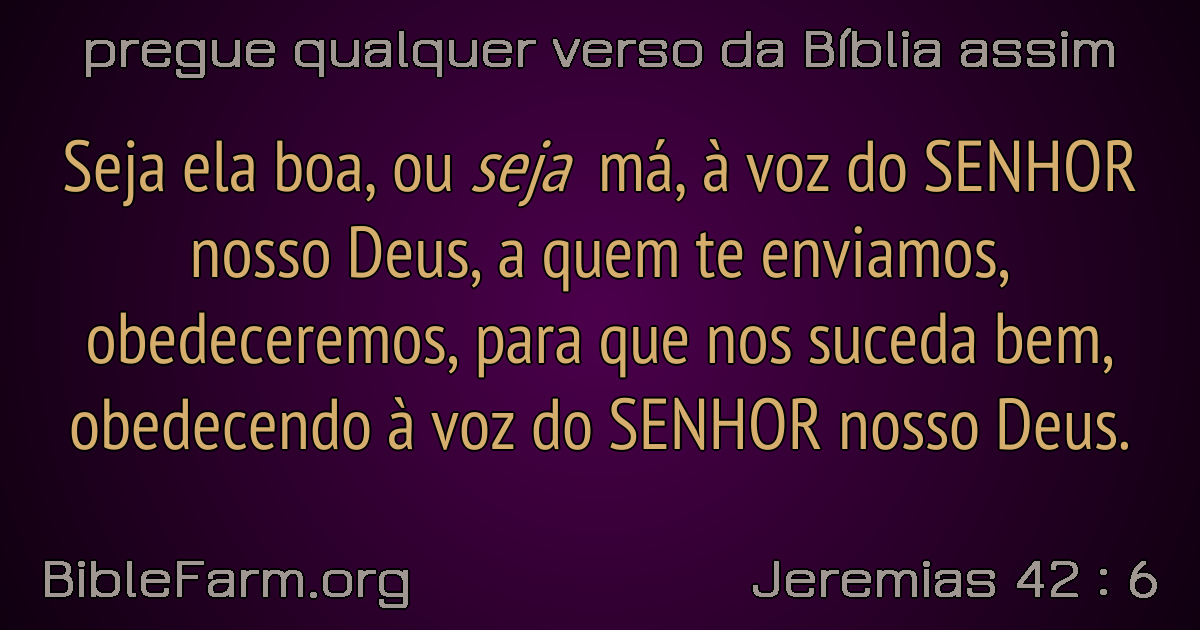 pregue qualquer verso da Bíblia assim
Seja ela boa, ou seja má, à voz do SENHOR
nosso Deus, a quem te enviamos,
obedeceremos, para que nos suceda bem,
obedecendo à voz do SENHOR nosso Deus.
BibleFarm.org
Jeremias 42 : 6